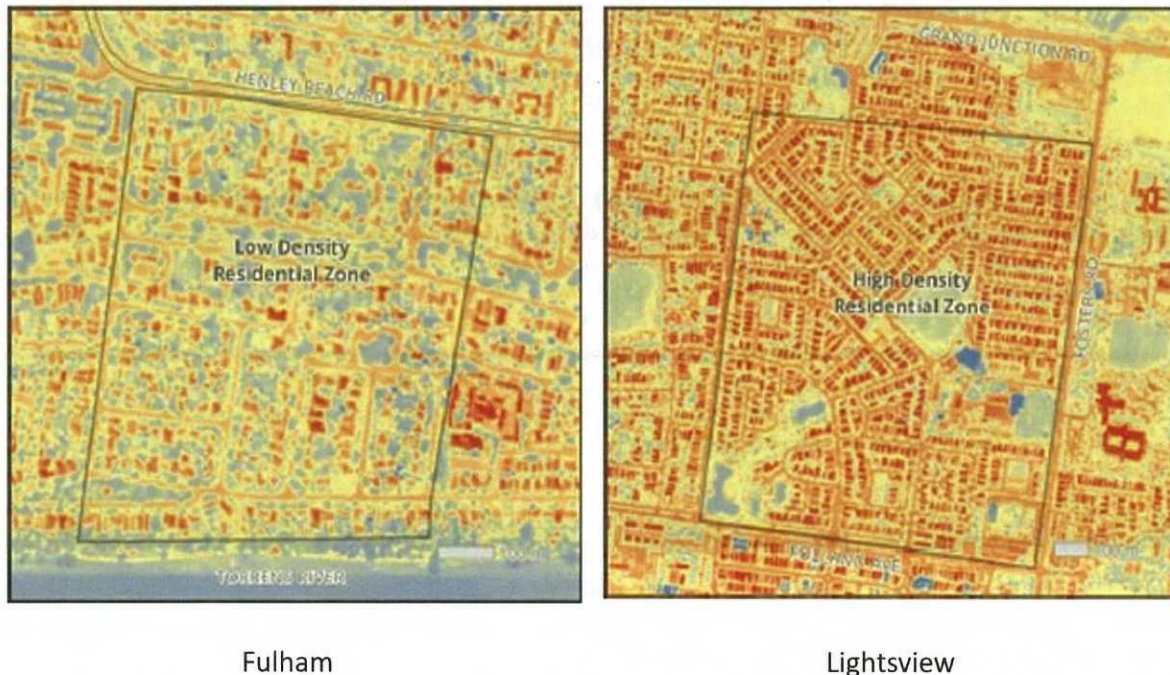 HENLEY BEACH RD
Low Density
Residential Zone
TORRENS RIVER
GRAND JUNCTION RD
High Density
Residential Zone
FOSTERS RD
Fulham
Lightsview